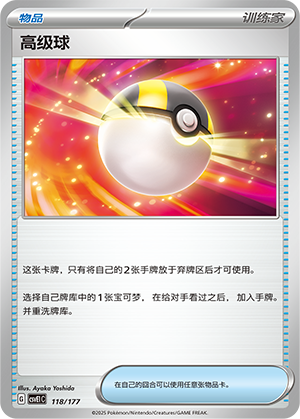 物品
训练家
高级球
这张卡牌，只有将自己的2张手牌放于弃牌区后才可使用。
选择自己牌库中的1张宝可梦，在给对手看过之后，加入手牌。
并重洗牌库。
Illus. Ayaka Yoshida
在自己的回合可以使用任意张物品卡。
118/177
©2025 Pokémon/Nintendo/Creatures/GAME FREAK.